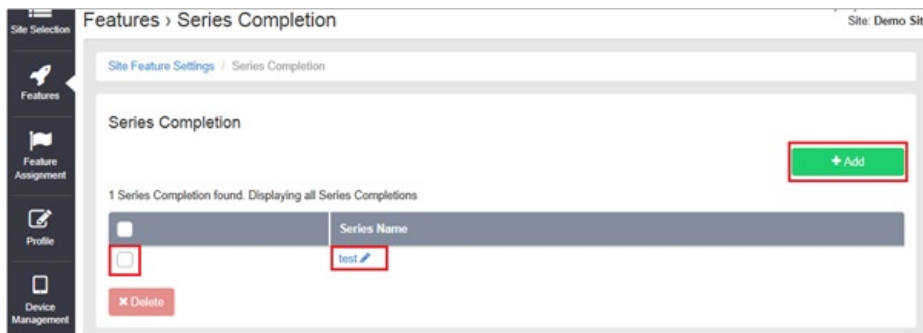 Site Selection
Features › Series Completion
Site: Demo Sit
Site Feature Settings / Series Completion
Features
Series Completion
Feature
Assignment
+ Add
1 Series Completion found. Displaying all Series Completions
Series Name
Profile
test
Device
Management
× Delete